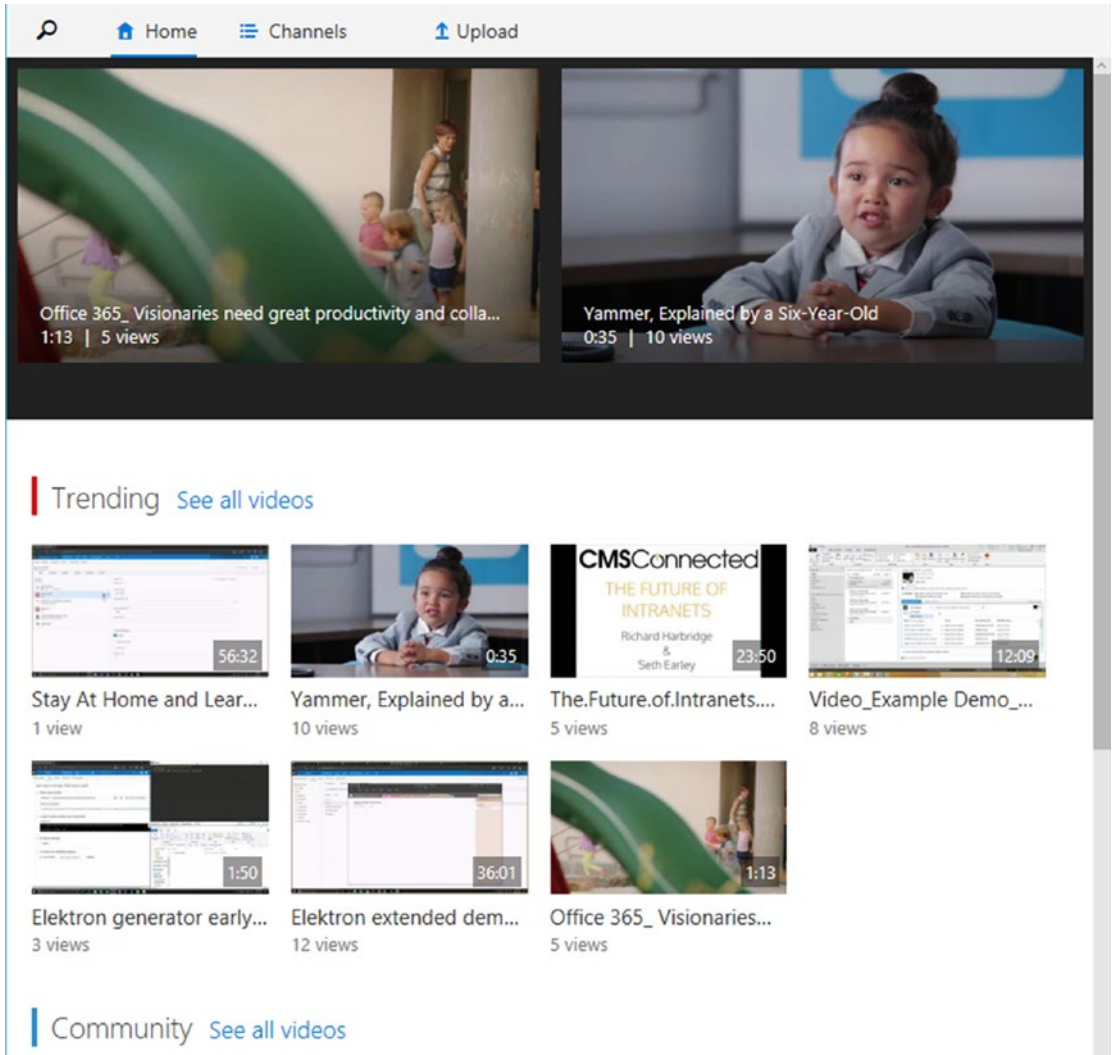 Home
Channels
Upload
Office 365_ Visionaries need great productivity and colla...
1:13 | 5 views
Yammer, Explained by a Six-Year-Old
0:35 | 10 views
Trending See all videos
56:32
0:35
CMSConnected
THE FUTURE OF
INTRANETS
Richard Harbridge
&
Seth Earley
23:50
12:09
Stay At Home and Lear...
1 view
Yammer, Explained by a...
10 views
The.Future.of.Intranets....
5 views
Video_Example Demo_...
8 views
1:50
36:01
1:13
Elektron generator early...
3 views
Elektron extended dem...
12 views
Office 365_ Visionaries...
5 views
Community See all videos